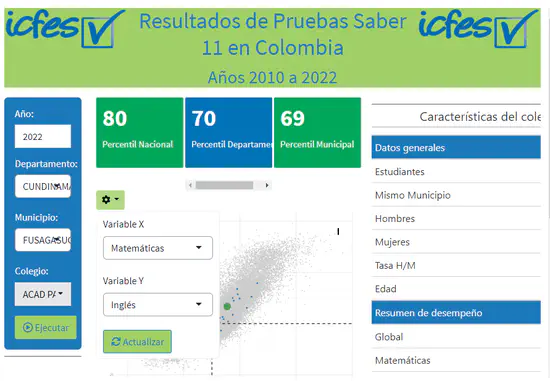 icfes
Resultados de Pruebas Saber
11 en Colombia
Años 2010 a 2022
icfes
Año:
2022
Departamento:
CUNDINAMA
Municipio:
FUSAGASUG
Colegio:
ACAD PA
Ejecutar
80
Percentil Nacional
70
Percentil Departamen
69
Percentil Municipal
Variable X
Matemáticas
Variable Y
Inglés
Actualizar
Características del cole
Datos generales
Estudiantes
Mismo Municipio
Hombres
Mujeres
Tasa H/M
Edad
Resumen de desempeño
Global
Matemáticas